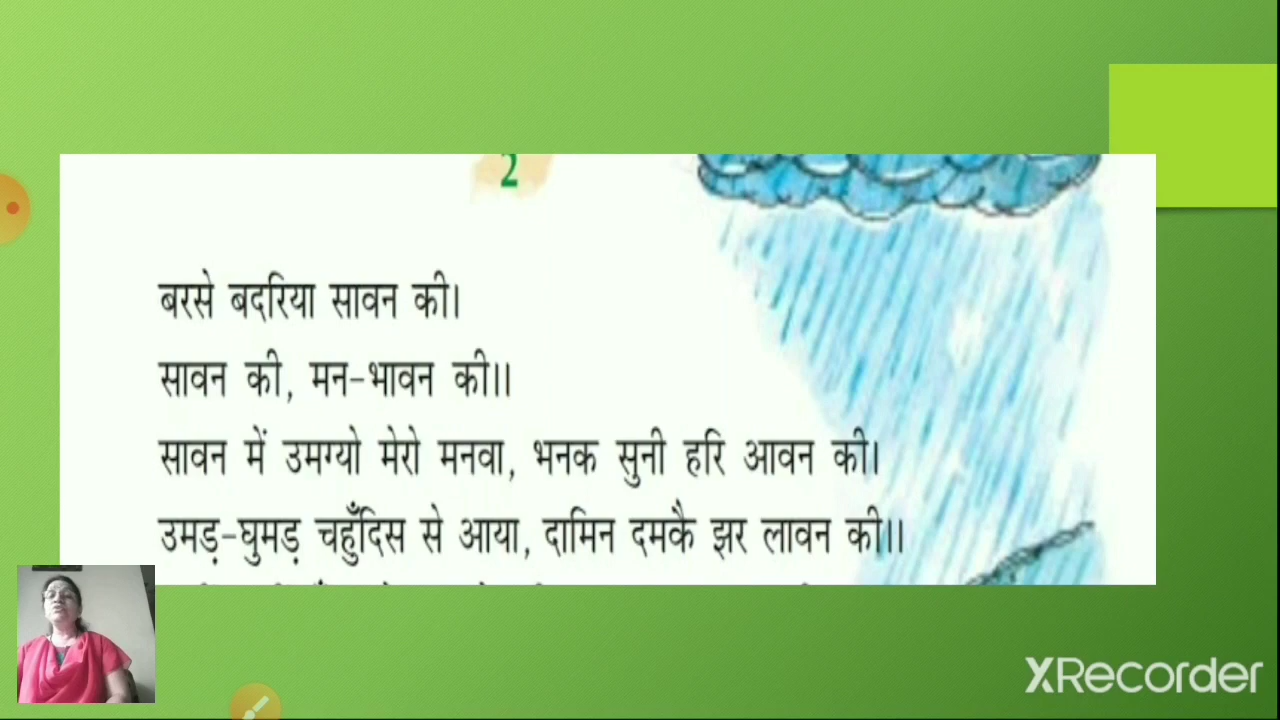 2
बरसे बदरिया सावन की।
सावन की, मन-भावन की।।
सावन में उमग्यो मेरो मनवा, भनक सुनी हरि आवन की।
उमड़-घुमड़ चहुँदिस से आया, दामिन दमकै झर लावन की।।
XRecorder